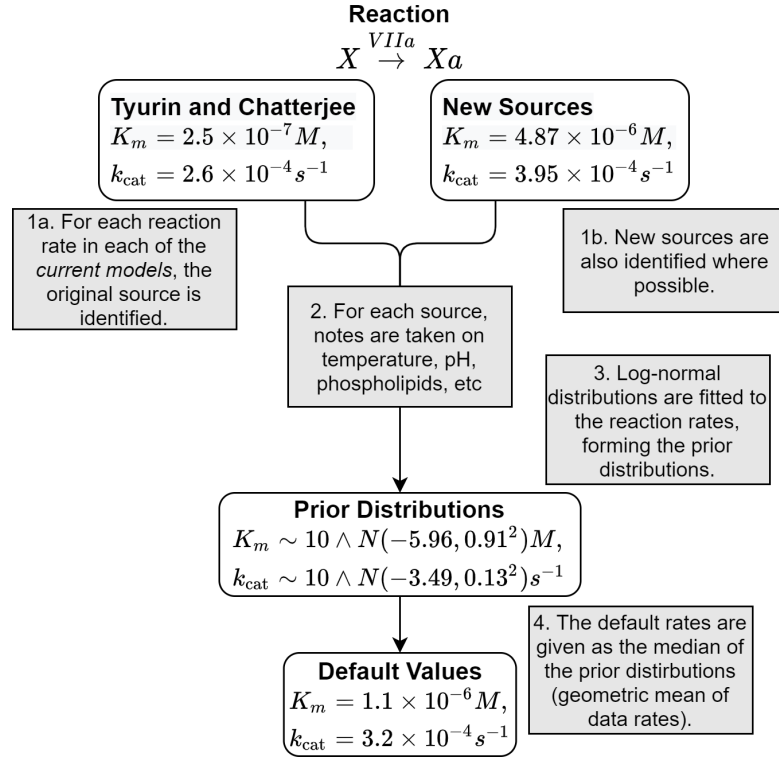 Reaction
VIIa
X → Xa
Tyurin and Chatterjee
K_m = 2.5 × 10^−7 M,
k_cat = 2.6 × 10^−4 s^−1
New Sources
K_m = 4.87 × 10^−6 M,
k_cat = 3.95 × 10^−4 s^−1
1a. For each reaction
rate in each of the
current models, the
original source is
identified.
1b. New sources are
also identified where
possible.
2. For each source,
notes are taken on
temperature, pH,
phospholipids, etc
3. Log-normal
distributions are fitted to
the reaction rates,
forming the prior
distributions.
Prior Distributions
K_m ∼ 10 ∧ N(−5.96, 0.91^2)M,
k_cat ∼ 10 ∧ N(−3.49, 0.13^2)s^−1
4. The default rates are
given as the median of
the prior distirbutions
(geometric mean of
data rates).
Default Values
K_m = 1.1 × 10^−6 M,
k_cat = 3.2 × 10^−4 s^−1